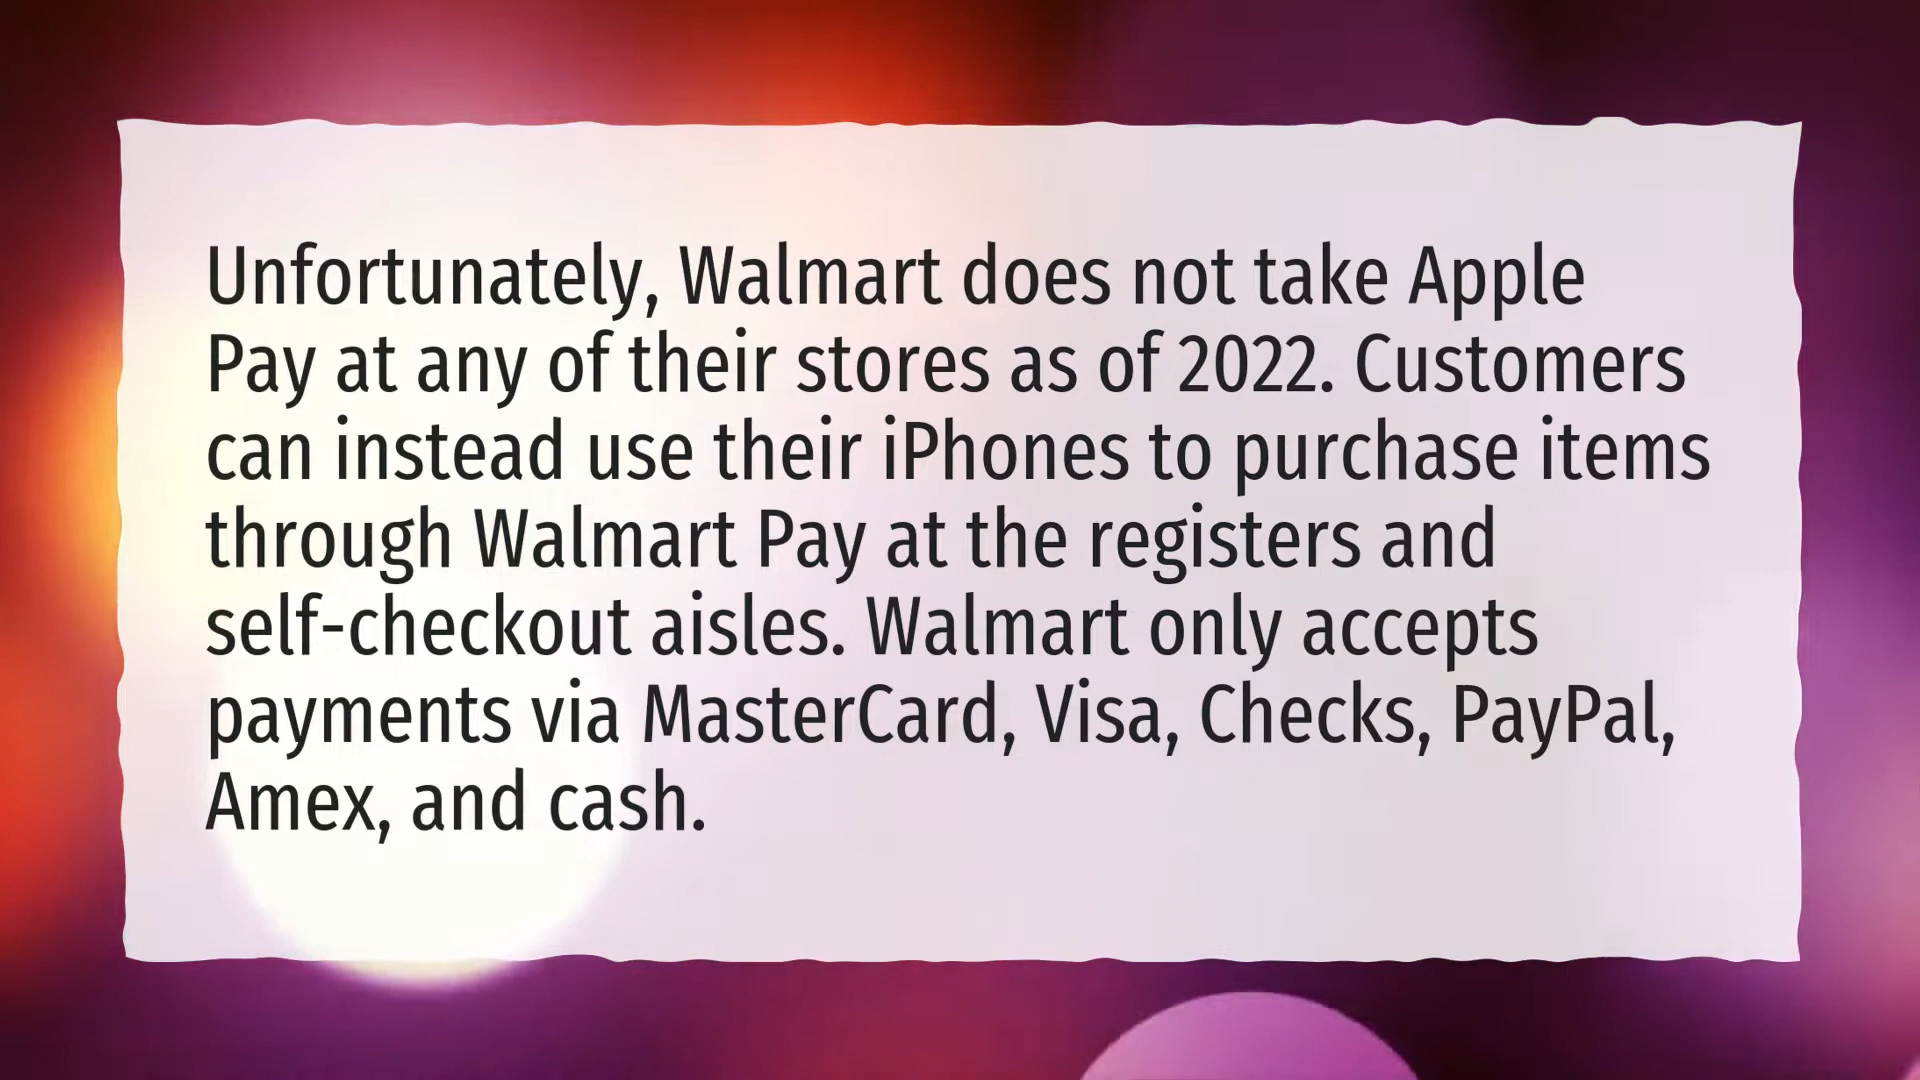 Unfortunately, Walmart does not take Apple
Pay at any of their stores as of 2022. Customers
can instead use their iPhones to purchase items
through Walmart Pay at the registers and
self-checkout aisles. Walmart only accepts
payments via MasterCard, Visa, Checks, PayPal,
Amex, and cash.